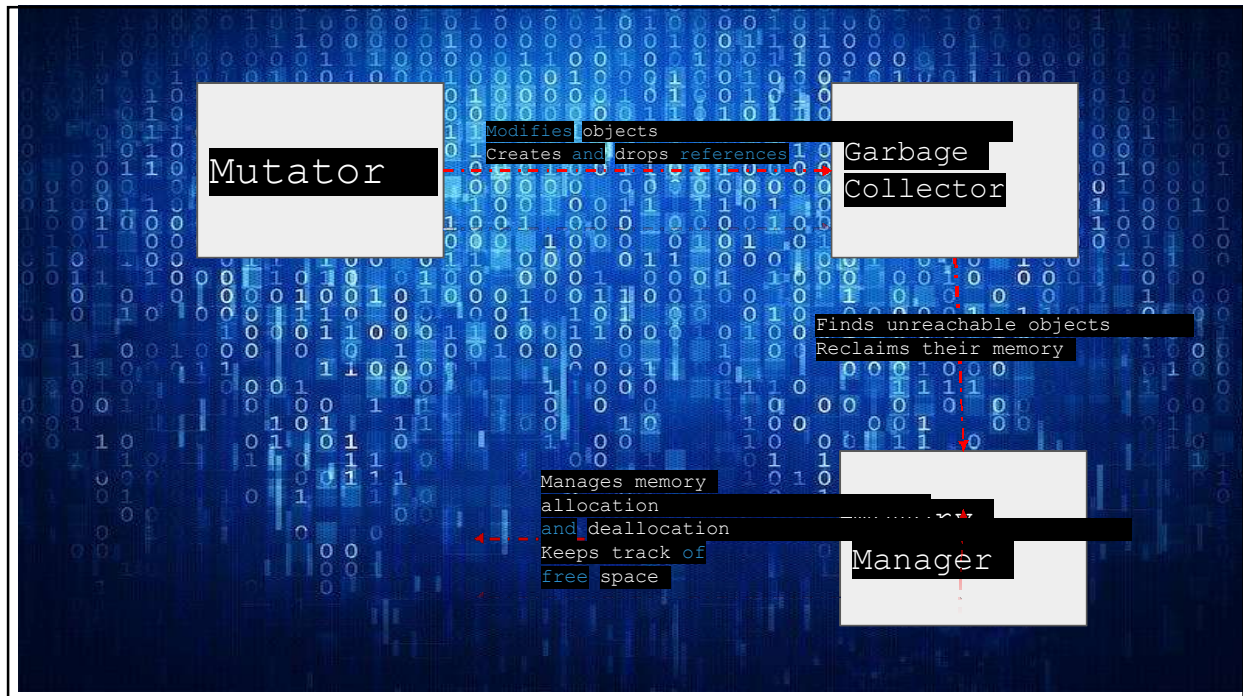 Mutator
Modifies objects
Creates and drops references
Garbage
Collector
Finds unreachable objects
Reclaims their memory
Manages memory
allocation
and deallocation
Keeps track of
free space
Manager